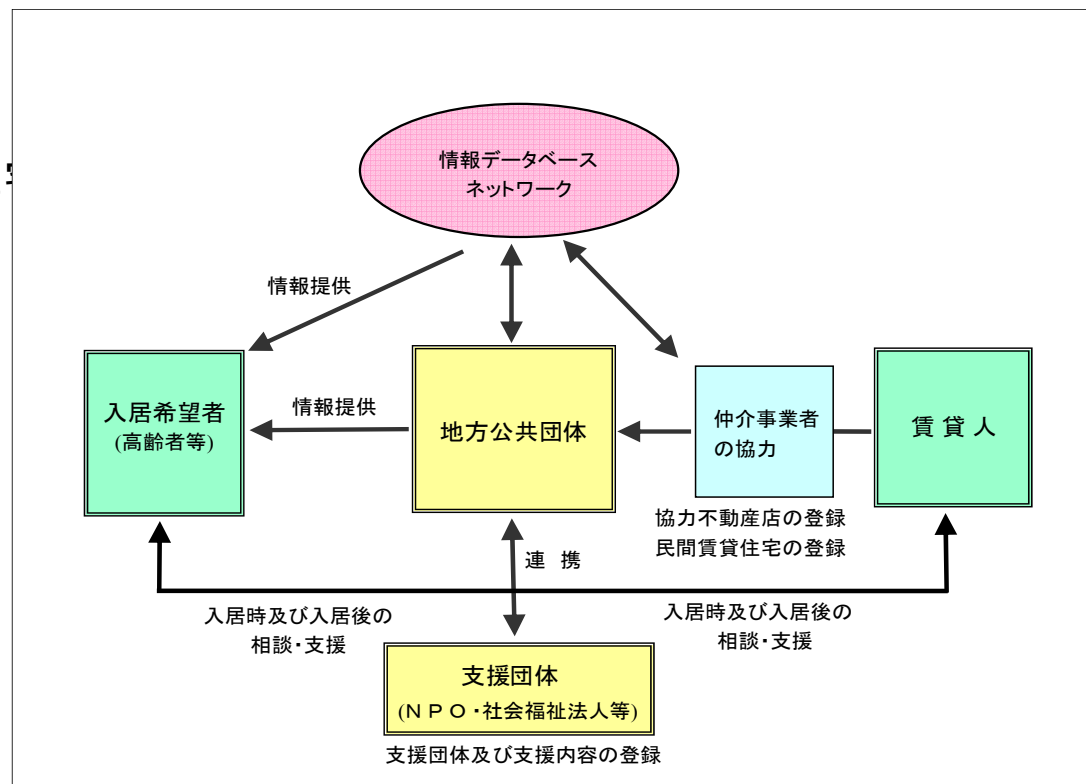 情報データベース
ネットワーク
情報提供
入居希望者
(高齢者等)
情報提供
地方公共団体
仲介事業者
の協力
賃 貸 人
協力不動産店の登録
民間賃貸住宅の登録
連 携
入居時及び入居後の
相談・支援
入居時及び入居後の
相談・支援
支援団体
(ＮＰＯ・社会福祉法人等)
支援団体及び支援内容の登録